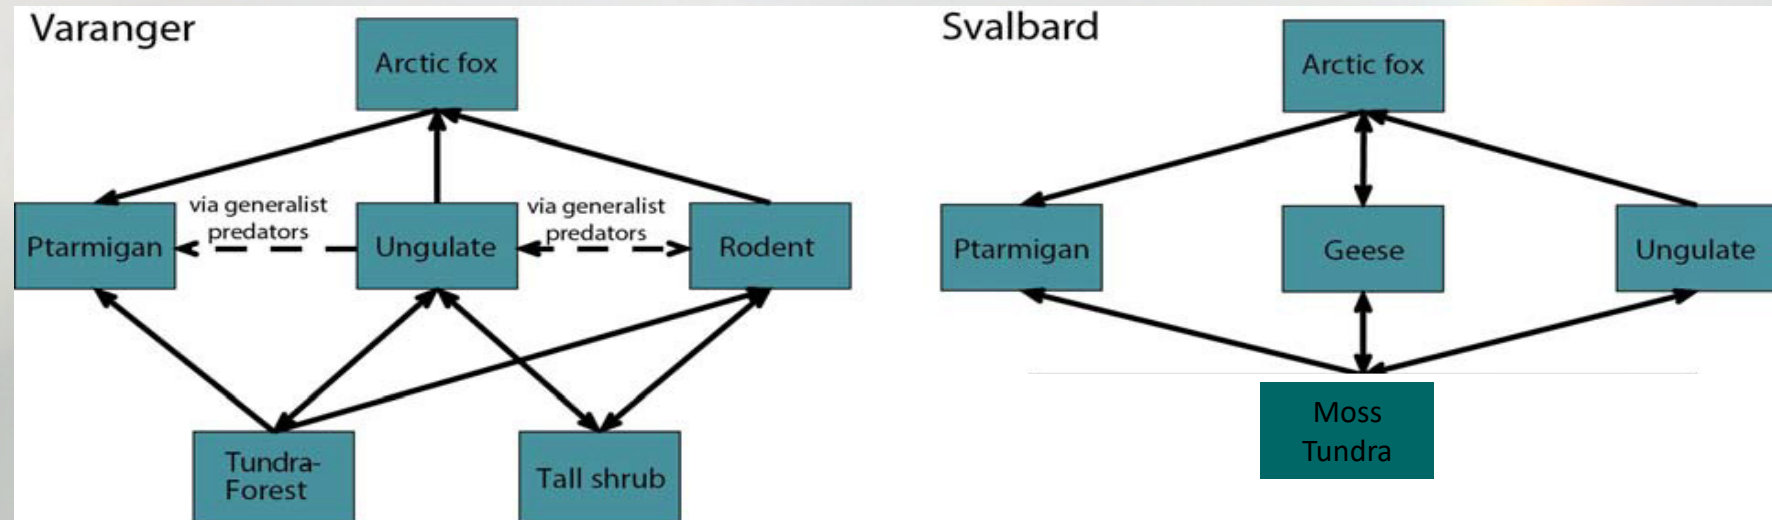 Varanger
Arctic fox
via generalist
predators
via generalist
predators
Ptarmigan
Ungulate
Rodent
Tundra-
Forest
Tall shrub
Svalbard
Arctic fox
Ptarmigan
Geese
Ungulate
Moss
Tundra